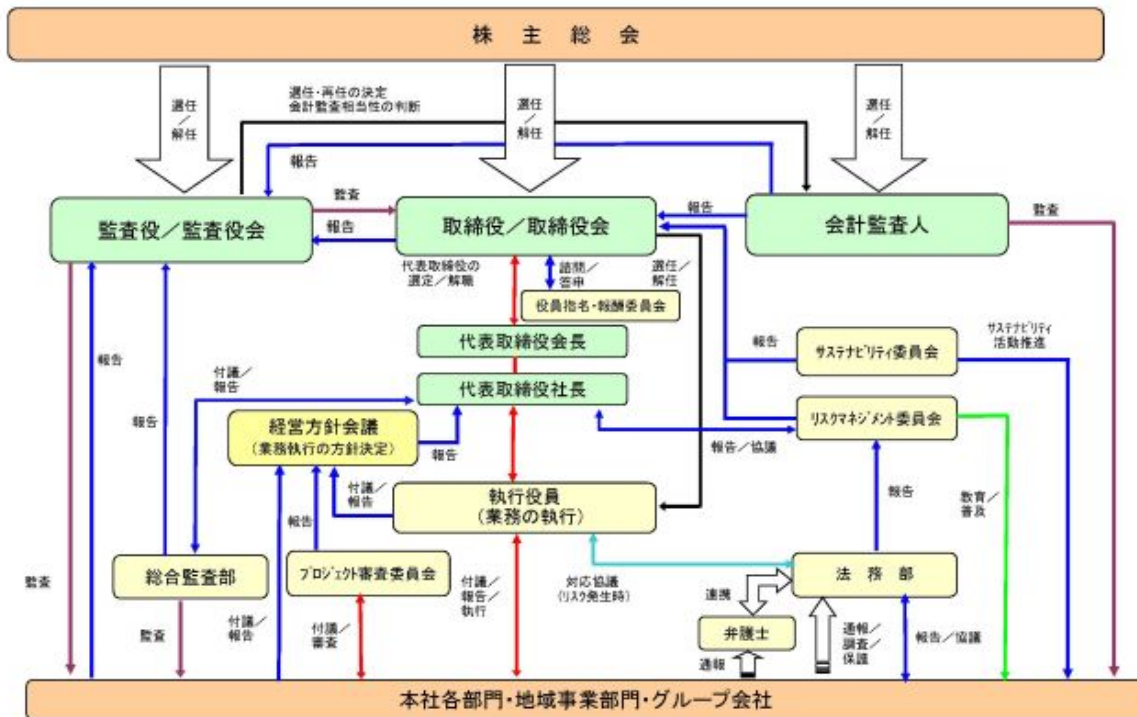 株主総会
選任／解任
選任・再任の決定
会計監査相当性の判断
選任／解任
選任／解任
報告
監査役／監査役会
監査
報告
取締役／取締役会
報告
会計監査人
監査
代表取締役の
選定／解職
諮問／
答申
選任／
解任
役員指名・報酬委員会
代表取締役会長
報告
サステナビリティ委員会
サステナビリティ
活動推進
報告
付議／
報告
代表取締役社長
経営方針会議
(業務執行の方針決定)
報告
リスクマネジメント委員会
報告／協議
報告
付議／
報告
執行役員
(業務の執行)
報告
報告
教育／
普及
監査
総合監査部
プロジェクト審査委員会
付議／
報告／
執行
対応協議
(リスク発生時)
法務部
連携
監査
付議／
報告
付議／
審査
弁護士
通報
通報／
調査／
保護
報告／協議
本社各部門・地域事業部門・グループ会社